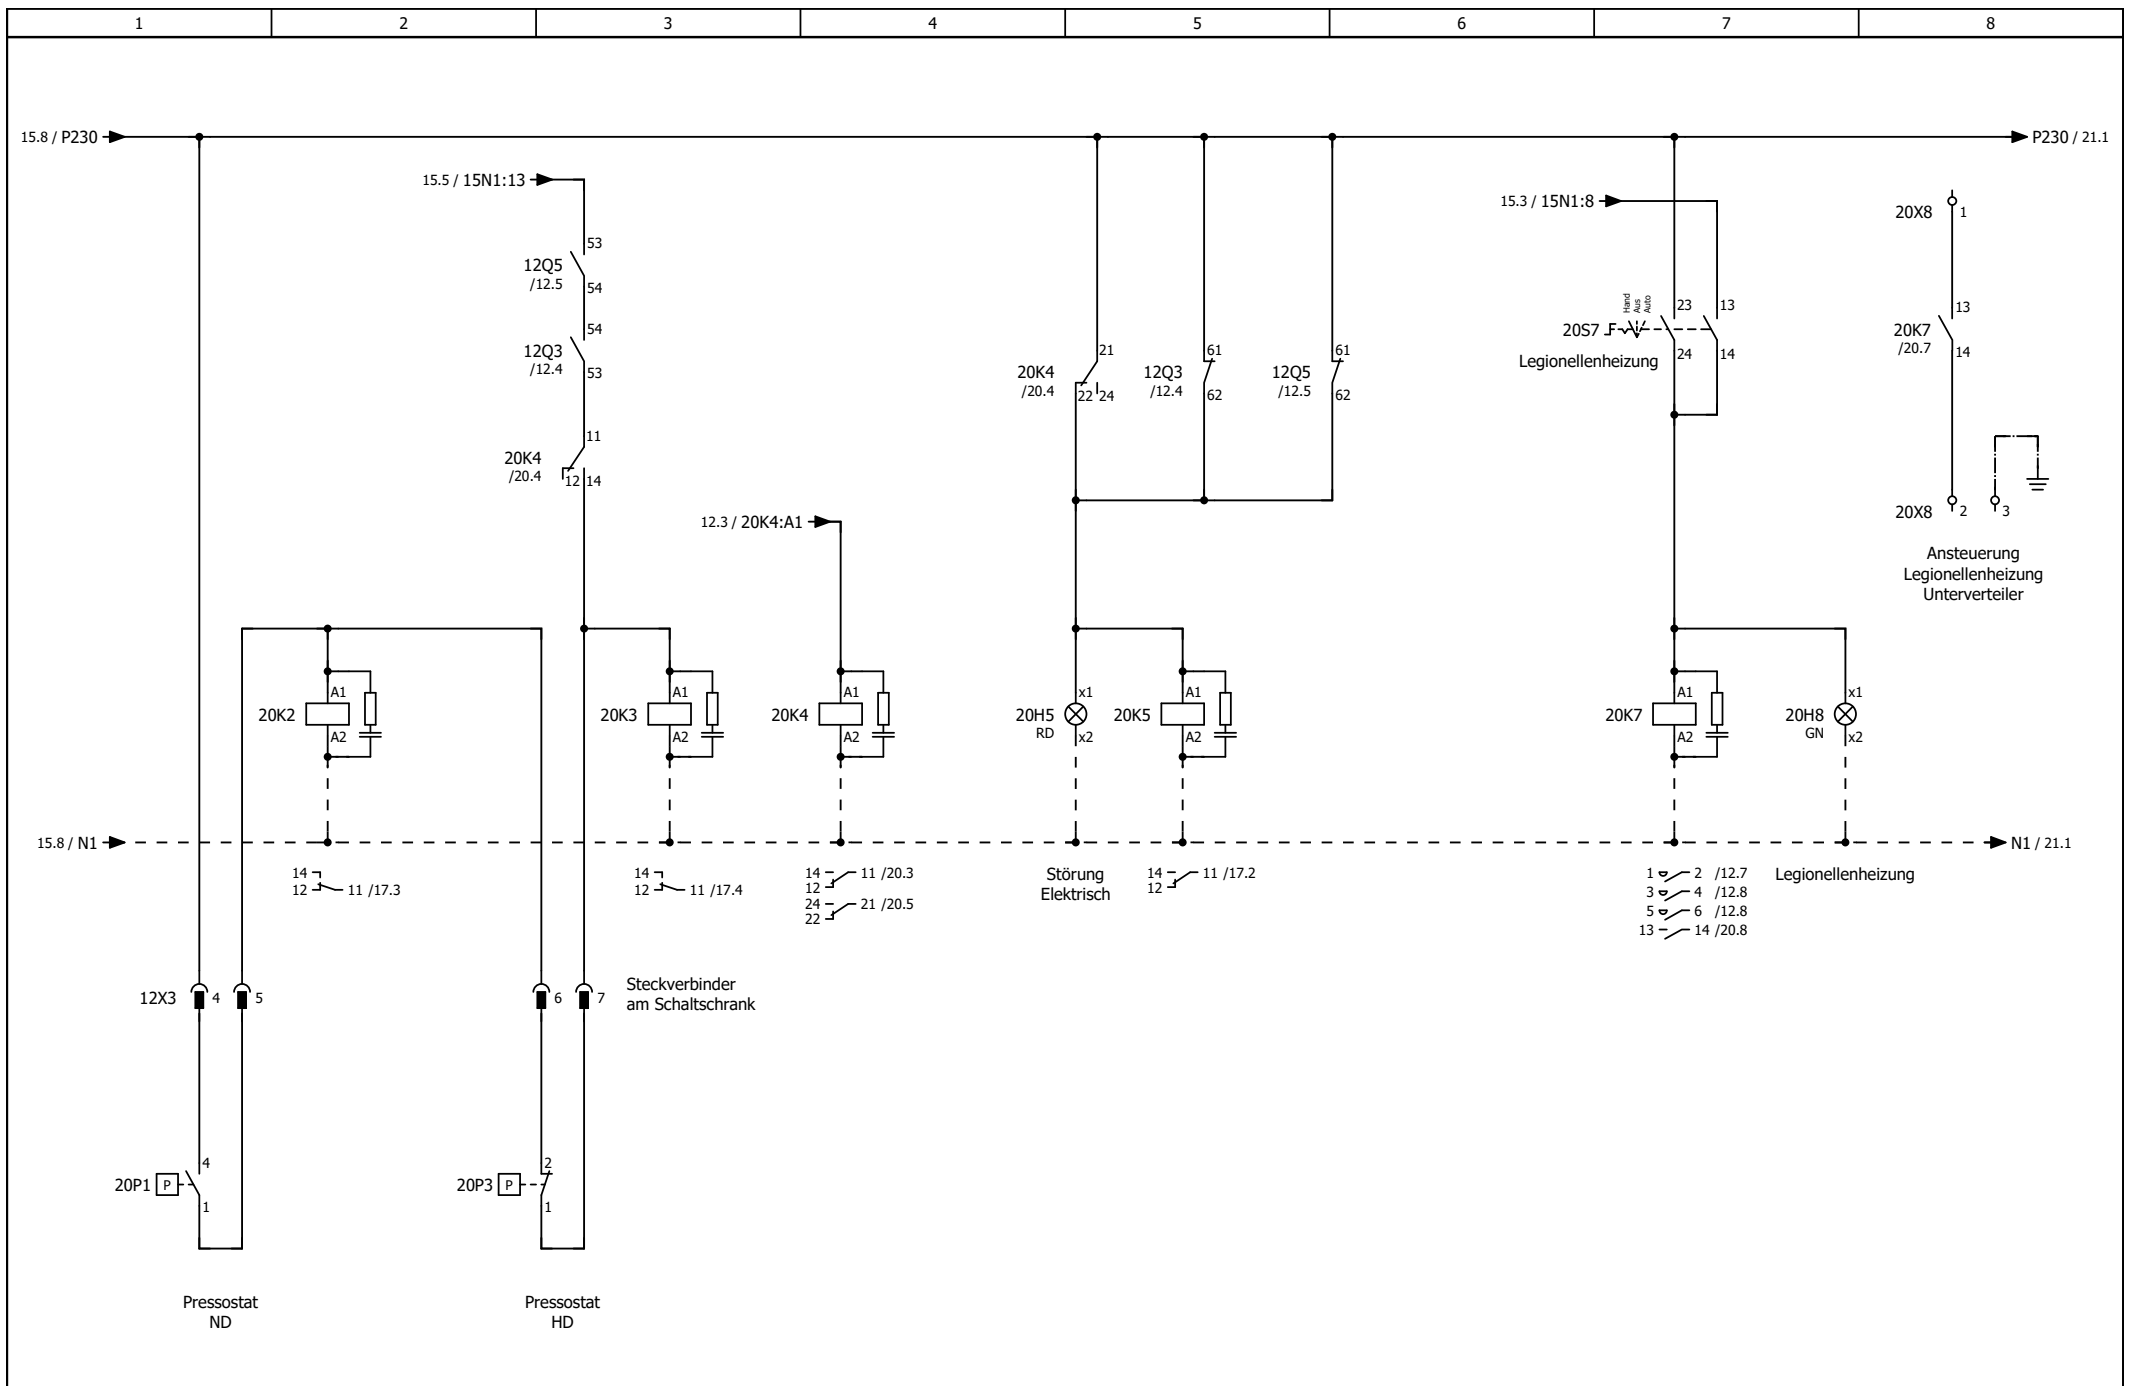 1 2 3 4 5 6 7 8
15.8 / P230
P230 / 21.1
15.5 / 15N1:13
15.3 / 15N1:8
20X8 1
53
12Q5
/12.5
54
54
12Q3
/12.4
53
11
20K4
/20.4
12 14
21
20K4
/20.4
22 24
61
12Q3
/12.4
62
61
12Q5
/12.5
62
Hand
Aus
Auto
23 13
20S7
24 14
Legionellenheizung
13
20K7
/20.7
14
20X8 2 3
Ansteuerung
Legionellenheizung
Unterverteiler
12.3 / 20K4:A1
A1
20K2
A2
A1
20K3
A2
A1
20K4
A2
x1
20H5
RD
x2
A1
20K5
A2
A1
20K7
A2
x1
20H8
GN
x2
15.8 / N1
N1 / 21.1
14
12 11 /17.3
14
12 11 /17.4
14 11 /20.3
12
24 21 /20.5
22
Störung
Elektrisch
14 11 /17.2
12
1 2 /12.7
3 4 /12.8
5 6 /12.8
13 14 /20.8
Legionellenheizung
12X3 4 5 6 7
Steckverbinder
am Schaltschrank
4
20P1 P
1
2
20P3 P
1
Pressostat
ND
Pressostat
HD